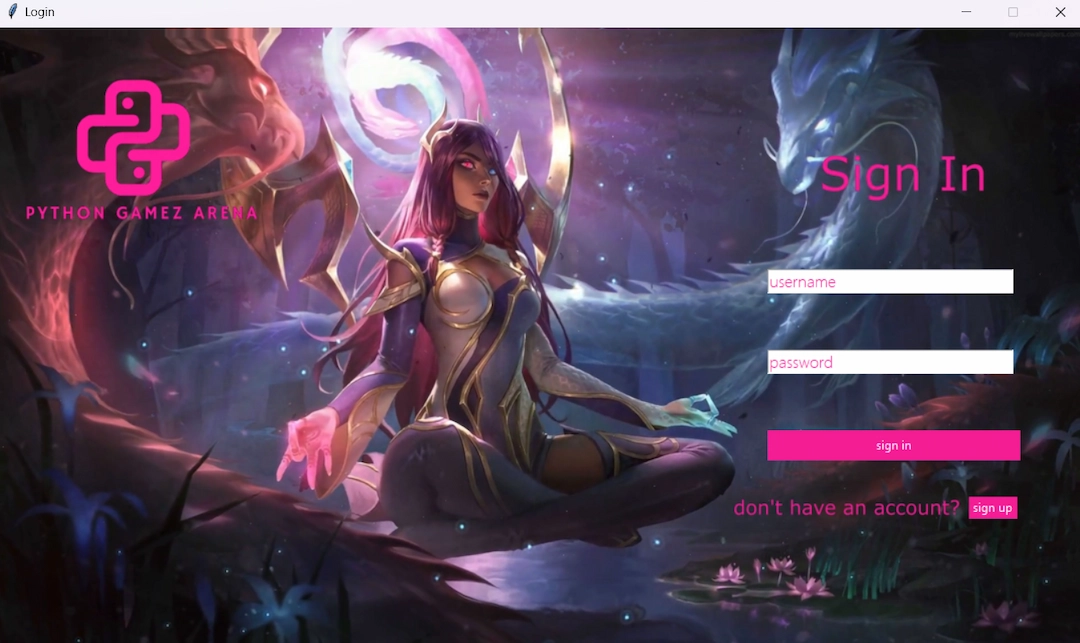 Login
PYTHON GAMEZ ARENA
Sign In
username
password
sign in
don't have an account? sign up